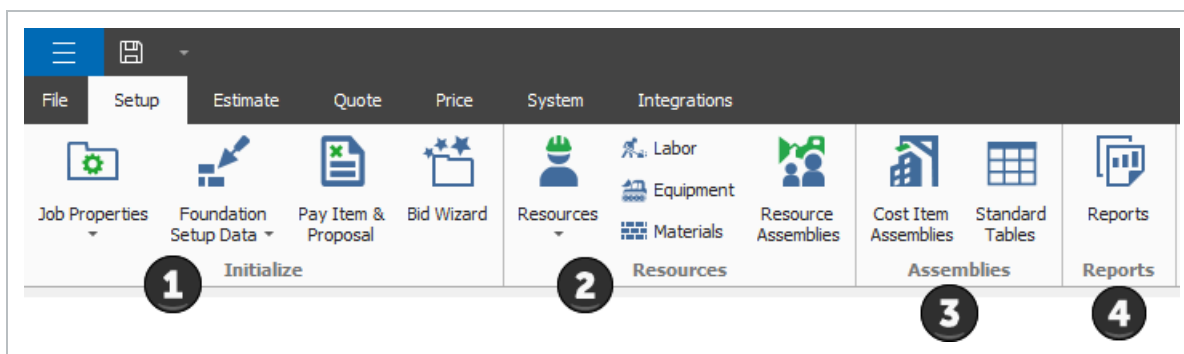 File Setup Estimate Quote Price System Integrations
Job Properties
Foundation
Setup Data
Pay Item &
Proposal
Bid Wizard
Resources
Labor
Equipment
Materials
Resource
Assemblies
Cost Item
Assemblies
Standard
Tables
Reports
Initialize
Resources
Assemblies
Reports
1
2
3
4